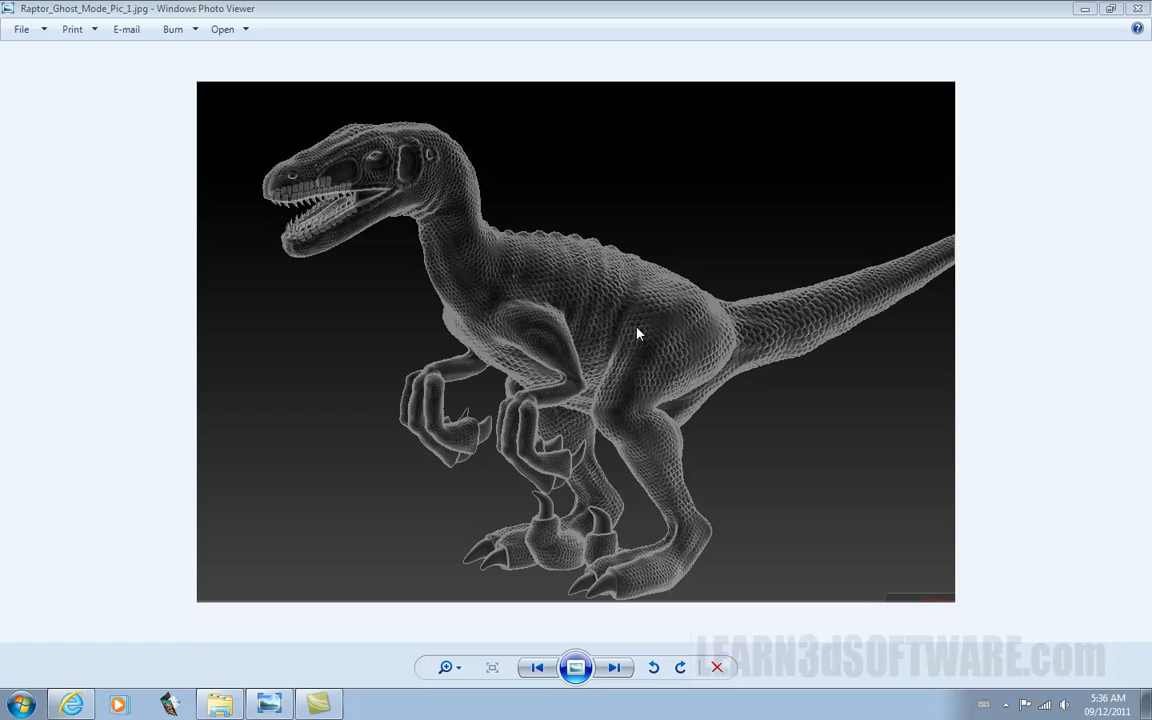 Raptor_Ghost_Mode_Pic_1.jpg - Windows Photo Viewer
File Print E-mail Burn Open
LEARN3dSOFTWARE.com
5:36 AM
09/12/2011